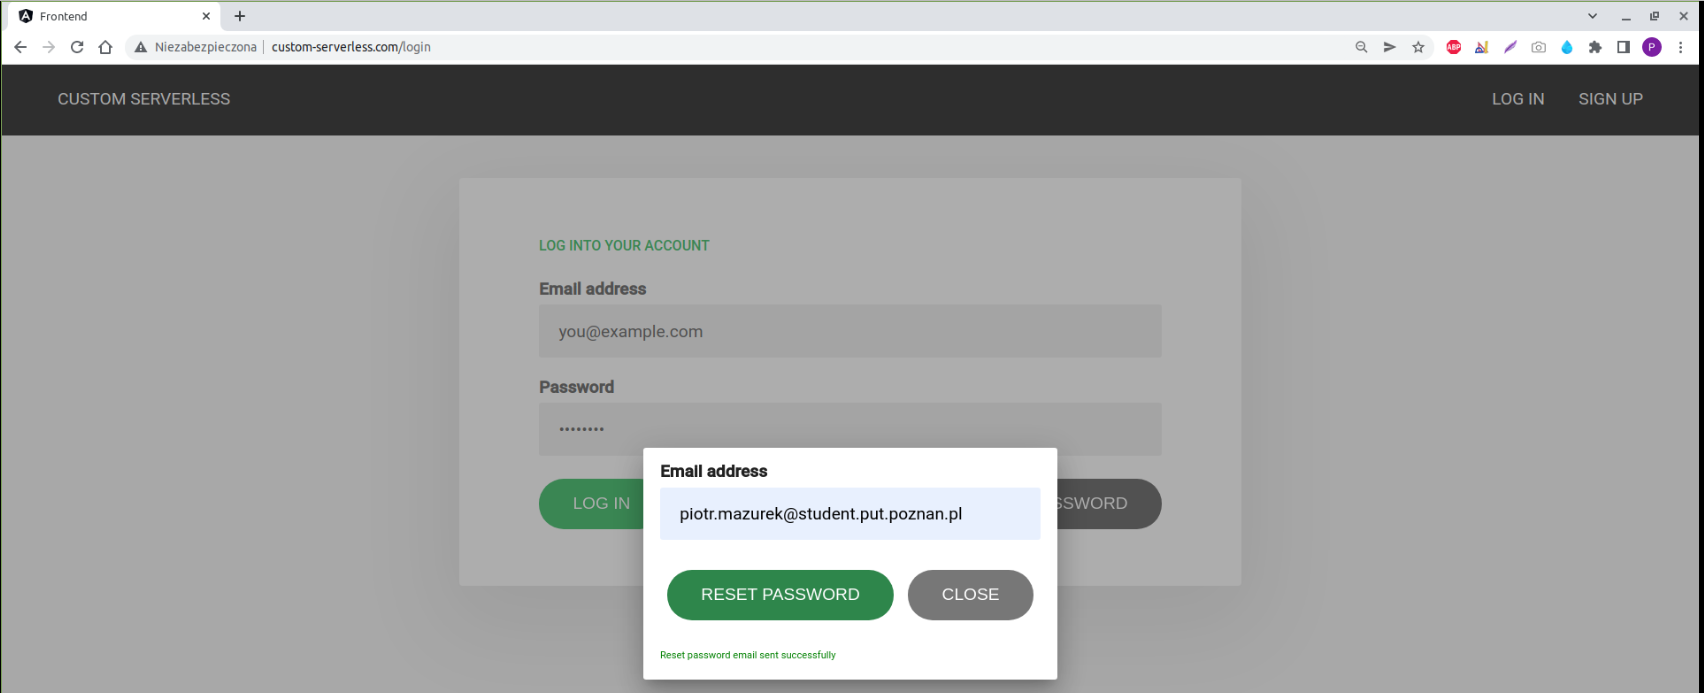 Frontend
Niezabezpieczona custom-serverless.com/login
ABP
P
CUSTOM SERVERLESS
LOG IN SIGN UP
LOG INTO YOUR ACCOUNT
Email address
you@example.com
Password
LOG IN
SSWORD
Email address
piotr.mazurek@student.put.poznan.pl
RESET PASSWORD CLOSE
Reset password email sent successfully